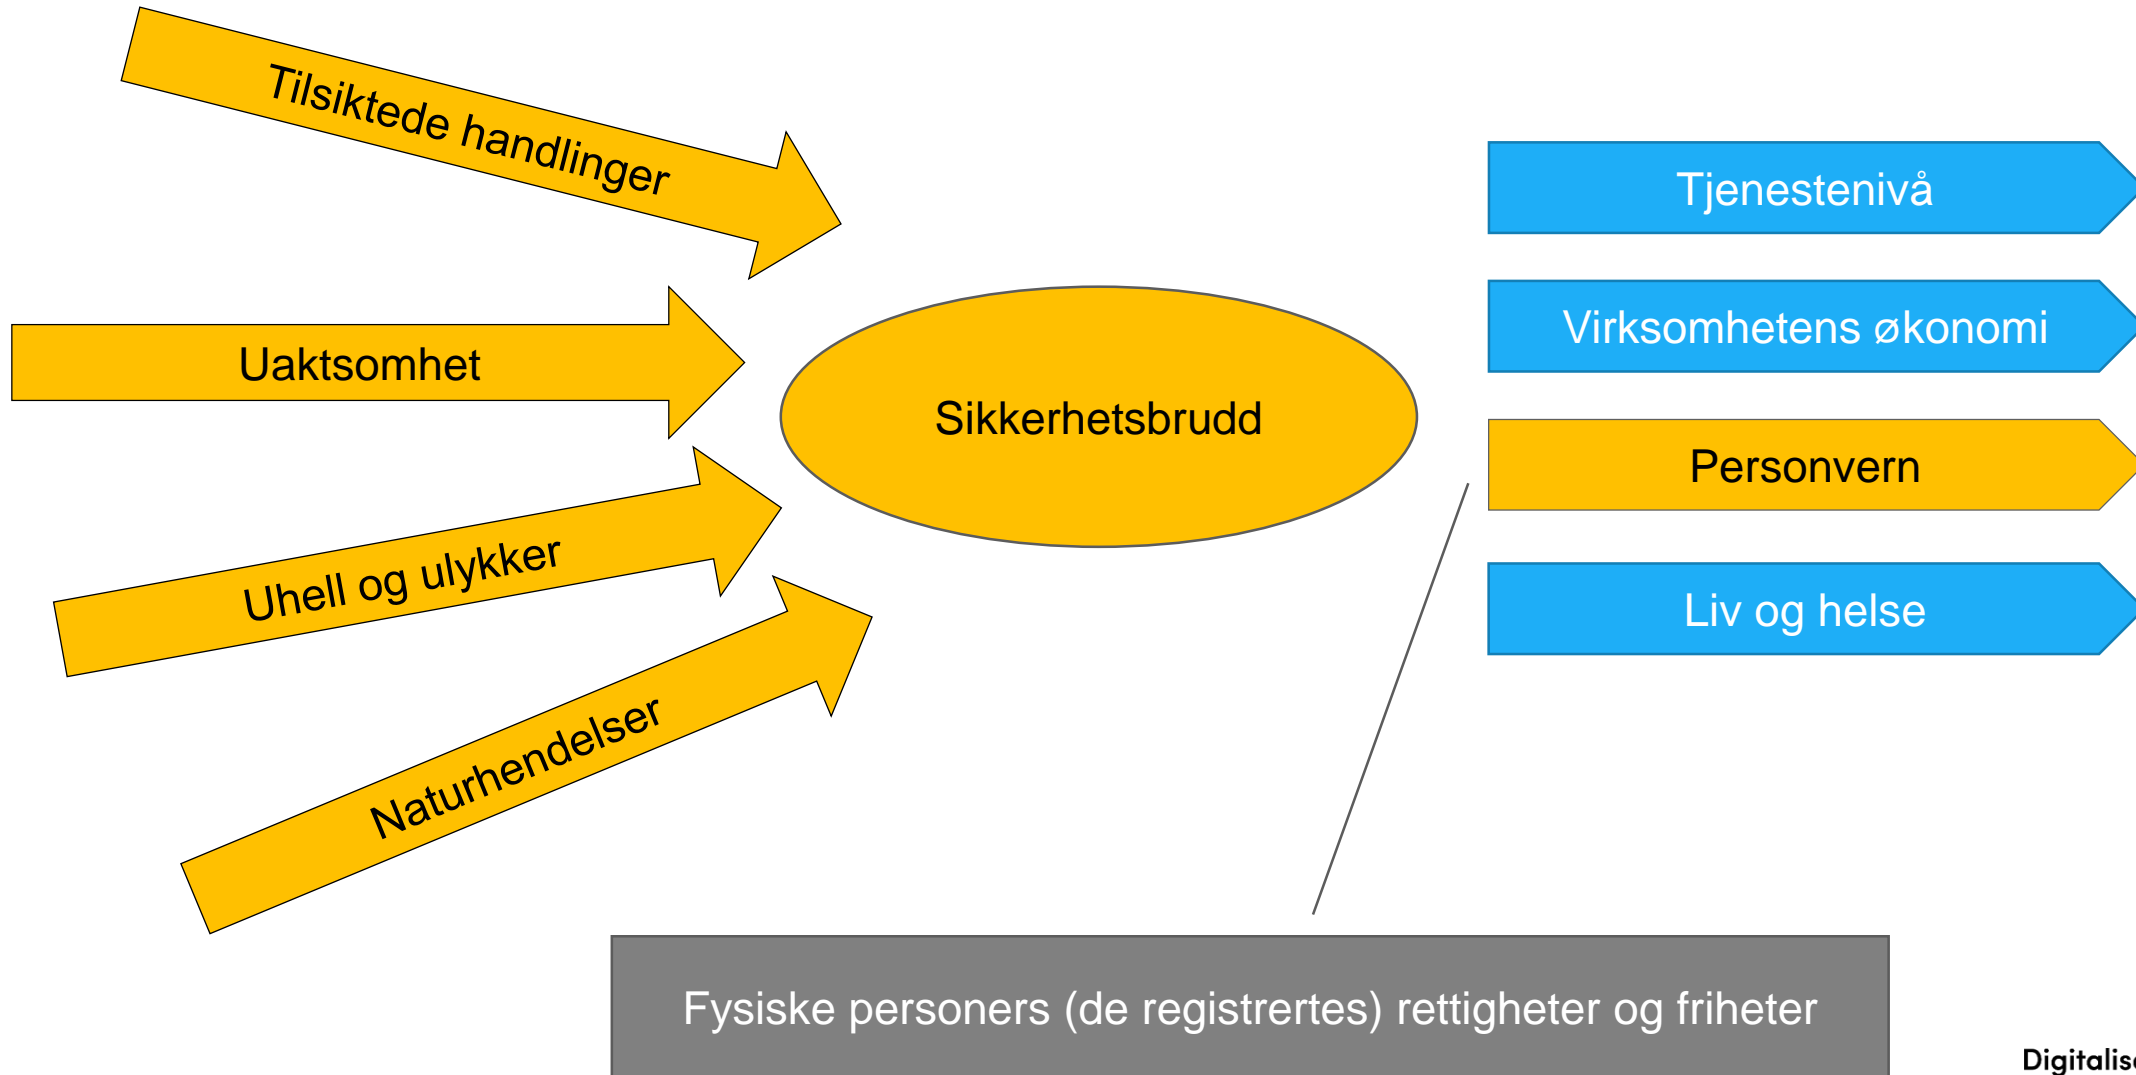 Tilsiktede handlinger
Uaktsomhet
Uhell og ulykker
Naturhendelser
Sikkerhetsbrudd
Tjenestenivå
Virksomhetens økonomi
Personvern
Liv og helse
Fysiske personers (de registrertes) rettigheter og friheter